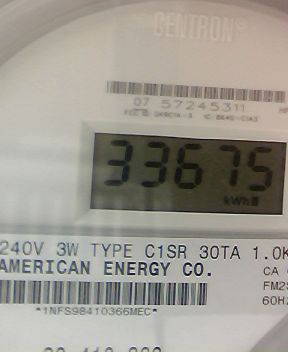 CENTRON®
07 57245311
33675
kWh
240V 3W TYPE C1SR 30TA 1.0K
AMERICAN ENERGY CO.
CA
FM2S
60Hz
*1NFS98410366MEC*